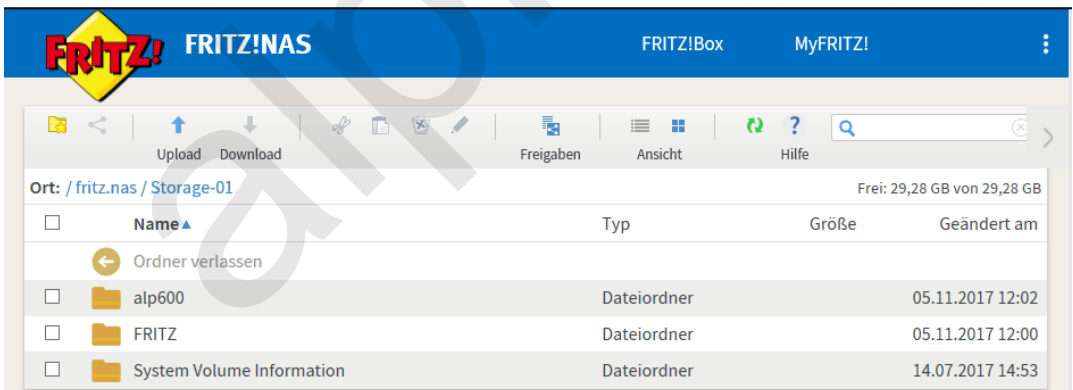 FRITZ! FRITZ!NAS FRITZ!Box MyFRITZ!
Upload Download Freigaben Ansicht Hilfe
Ort: / fritz.nas / Storage-01 Frei: 29,28 GB von 29,28 GB
Name Typ Größe Geändert am
Ordner verlassen
alp600 Dateiordner 05.11.2017 12:02
FRITZ Dateiordner 05.11.2017 12:00
System Volume Information Dateiordner 14.07.2017 14:53